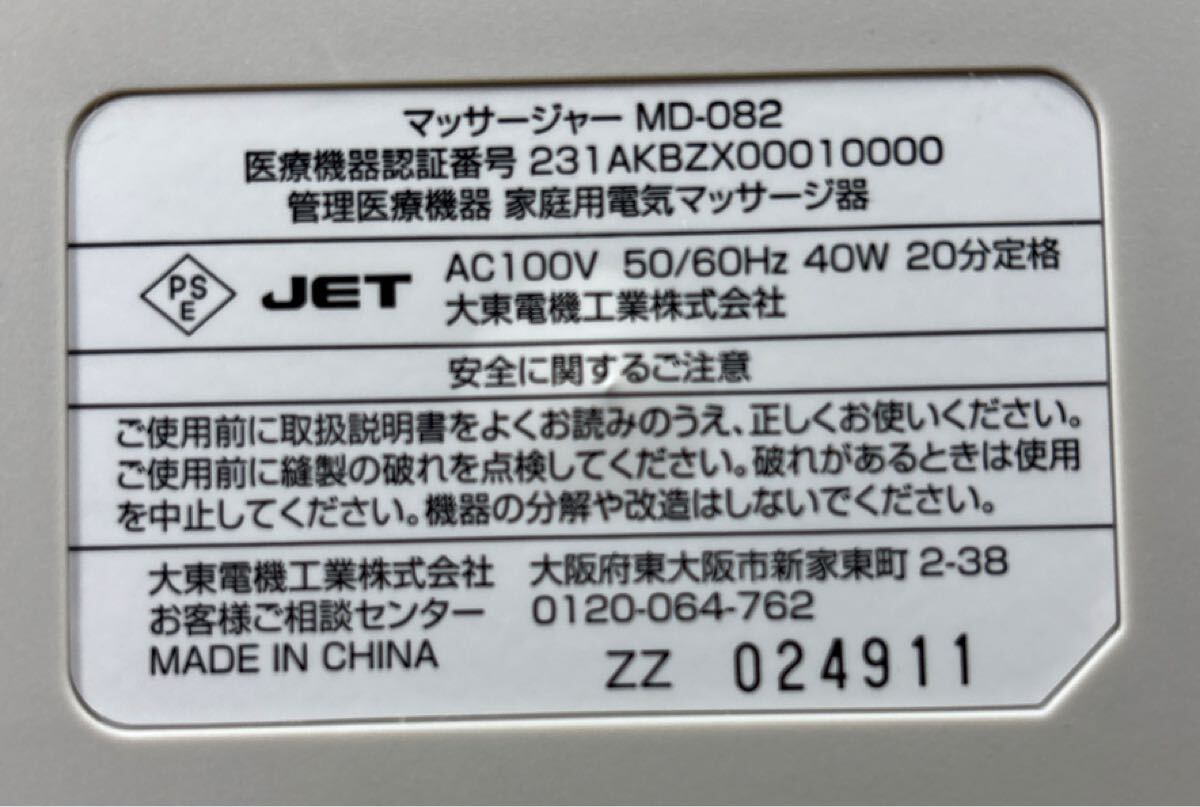 マッサージャー MD-082
医療機器認証番号 231AKBZX00010000
管理医療機器 家庭用電気マッサージ器
PSE JET AC100V 50/60Hz 40W 20分定格
大東電機工業株式会社
安全に関するご注意
ご使用前に取扱説明書をよくお読みのうえ、正しくお使いください。
ご使用前に縫製の破れを点検してください。破れがあるときは使用
を中止してください。機器の分解や改造はしないでください。
大東電機工業株式会社 大阪府東大阪市新家東町 2-38
お客様ご相談センター 0120-064-762
MADE IN CHINA ZZ 024911